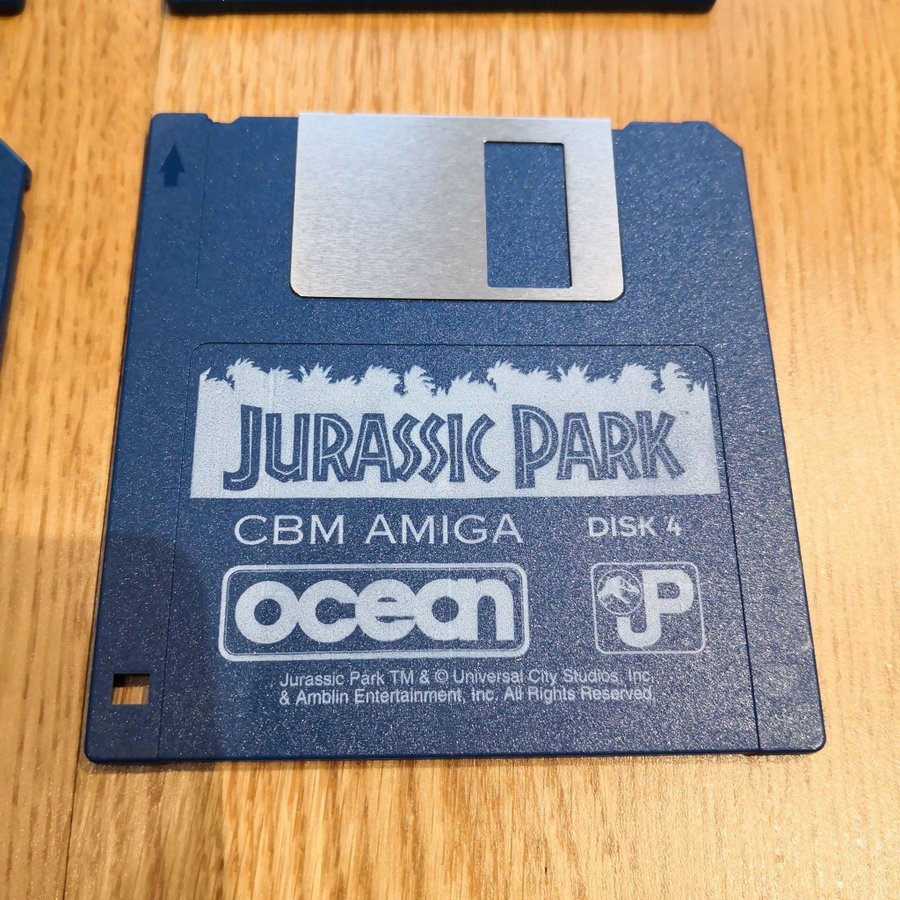 JURASSIC PARK™
CBM AMIGA DISK 4
ocean® JP
Jurassic Park TM & © Universal City Studios, Inc.
& Amblin Entertainment, Inc. All Rights Reserved.